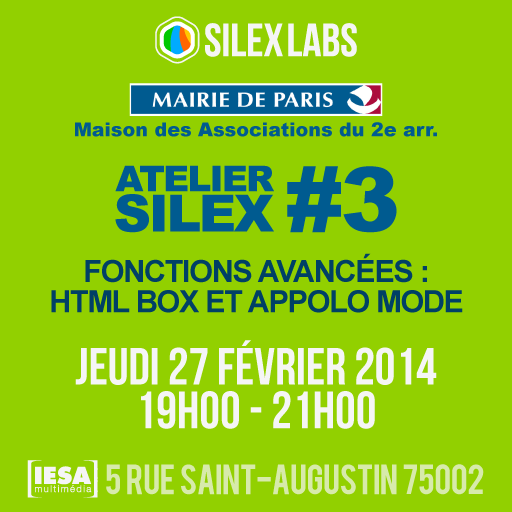 SILEX LABS
MAIRIE DE PARIS
Maison des Associations du 2e arr.
ATELIER
SILEX #3
FONCTIONS AVANCÉES :
HTML BOX ET APPOLO MODE
JEUDI 27 FÉVRIER 2014
19H00 - 21H00
IESA
multimédia
5 RUE SAINT-AUGUSTIN 75002